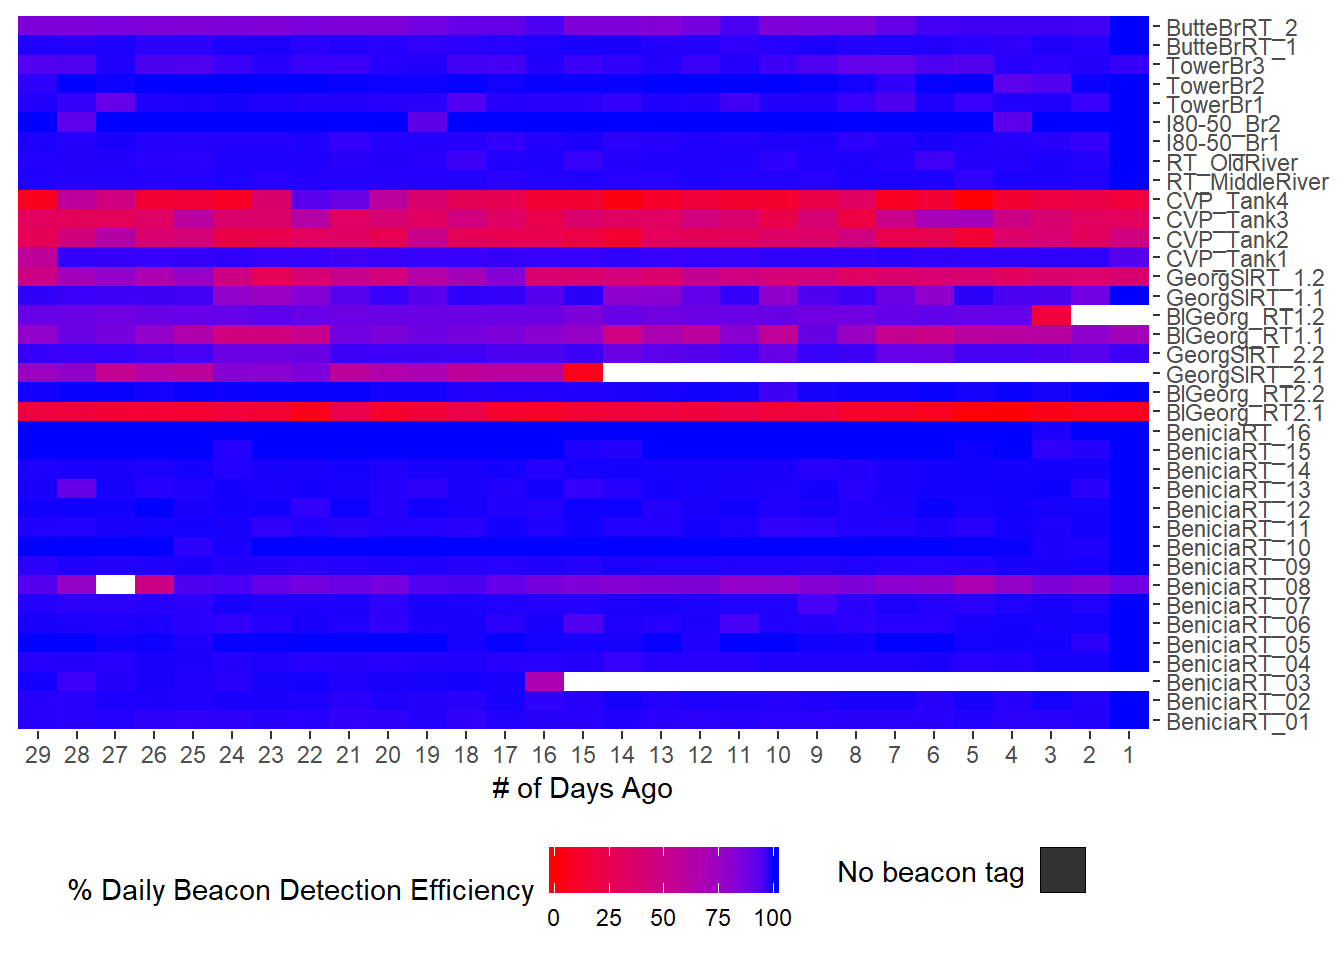 ButteBrRT_2
ButteBrRT_1
TowerBr3
TowerBr2
TowerBr1
I80-50_Br2
I80-50_Br1
RT_OldRiver
RT_MiddleRiver
CVP_Tank4
CVP_Tank3
CVP_Tank2
CVP_Tank1
GeorgSlRT_1.2
GeorgSlRT_1.1
BlGeorg_RT1.2
BlGeorg_RT1.1
GeorgSlRT_2.2
GeorgSlRT_2.1
BlGeorg_RT2.2
BlGeorg_RT2.1
BeniciaRT_16
BeniciaRT_15
BeniciaRT_14
BeniciaRT_13
BeniciaRT_12
BeniciaRT_11
BeniciaRT_10
BeniciaRT_09
BeniciaRT_08
BeniciaRT_07
BeniciaRT_06
BeniciaRT_05
BeniciaRT_04
BeniciaRT_03
BeniciaRT_02
BeniciaRT_01
29 28 27 26 25 24 23 22 21 20 19 18 17 16 15 14 13 12 11 10 9 8 7 6 5 4 3 2 1
# of Days Ago
% Daily Beacon Detection Efficiency
0 25 50 75 100
No beacon tag